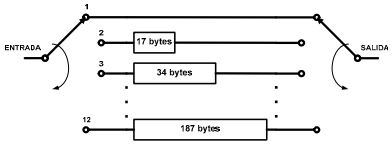 1
ENTRADA
2
17 bytes
SALIDA
3
34 bytes
12
187 bytes